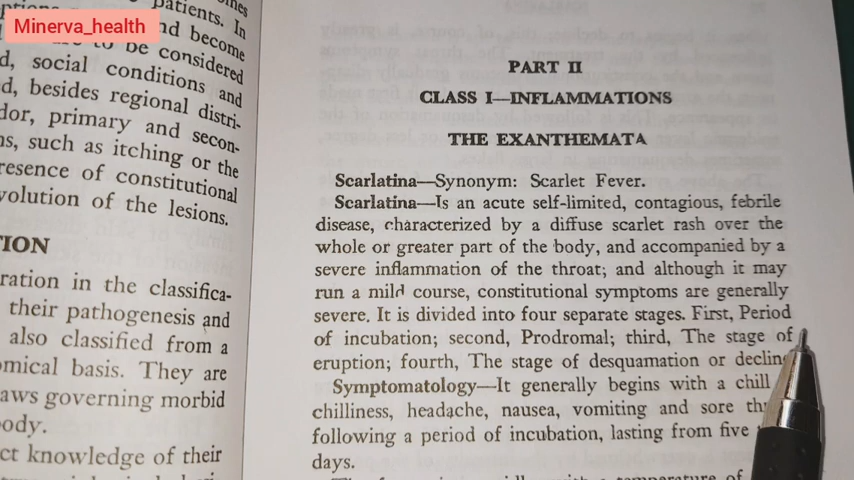 Minerva_health
patients. In
and become
to be considered
social conditions and
besides regional distri-
primary and secon-
such as itching or the
resence of constitutional
volution of the lesions.
TION
ration in the classifica-
their pathogenesis and
also classified from a
omical basis. They are
aws governing morbid
ody.
ct knowledge of their
PART II
CLASS I—INFLAMMATIONS
THE EXANTHEMATA
Scarlatina—Synonym: Scarlet Fever.
Scarlatina—Is an acute self-limited, contagious, febrile
disease, characterized by a diffuse scarlet rash over the
whole or greater part of the body, and accompanied by a
severe inflammation of the throat; and although it may
run a mild course, constitutional symptoms are generally
severe. It is divided into four separate stages. First, Period
of incubation; second, Prodromal; third, The stage of
eruption; fourth, The stage of desquamation or decline
Symptomatology—It generally begins with a chill
chilliness, headache, nausea, vomiting and sore
following a period of incubation, lasting from five
days.
with a temperature of